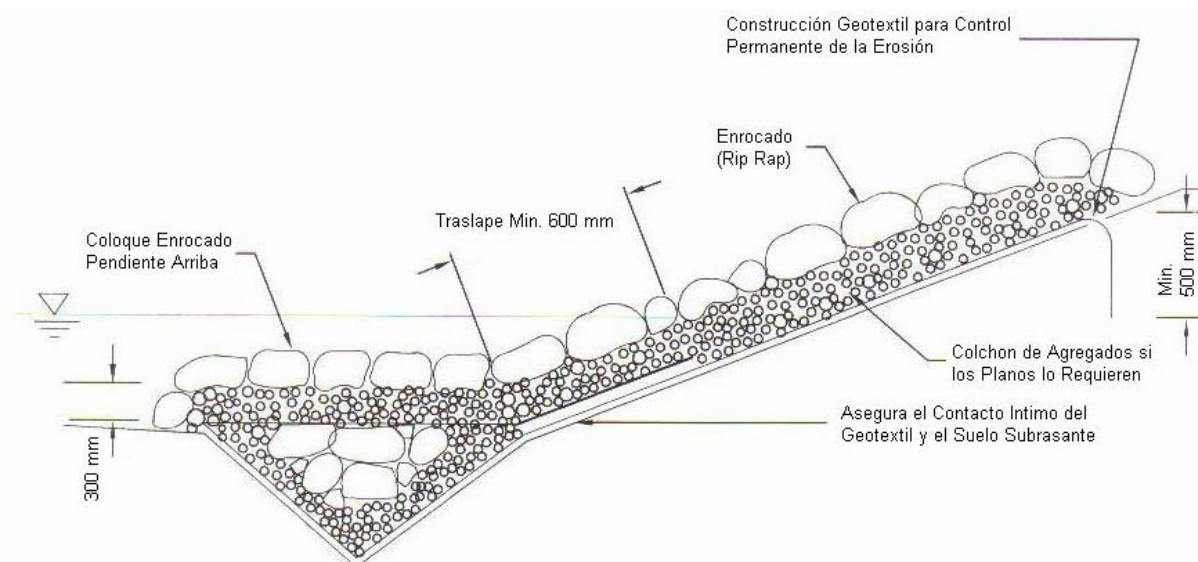 Construcción Geotextil para Control
Permanente de la Erosión
Enrocado
(Rip Rap)
Traslape Min. 600 mm
Coloque Enrocado
Pendiente Arriba
Min.
500 mm
Colchon de Agregados si
los Planos lo Requieren
Asegura el Contacto Intimo del
Geotextil y el Suelo Subrasante
300 mm